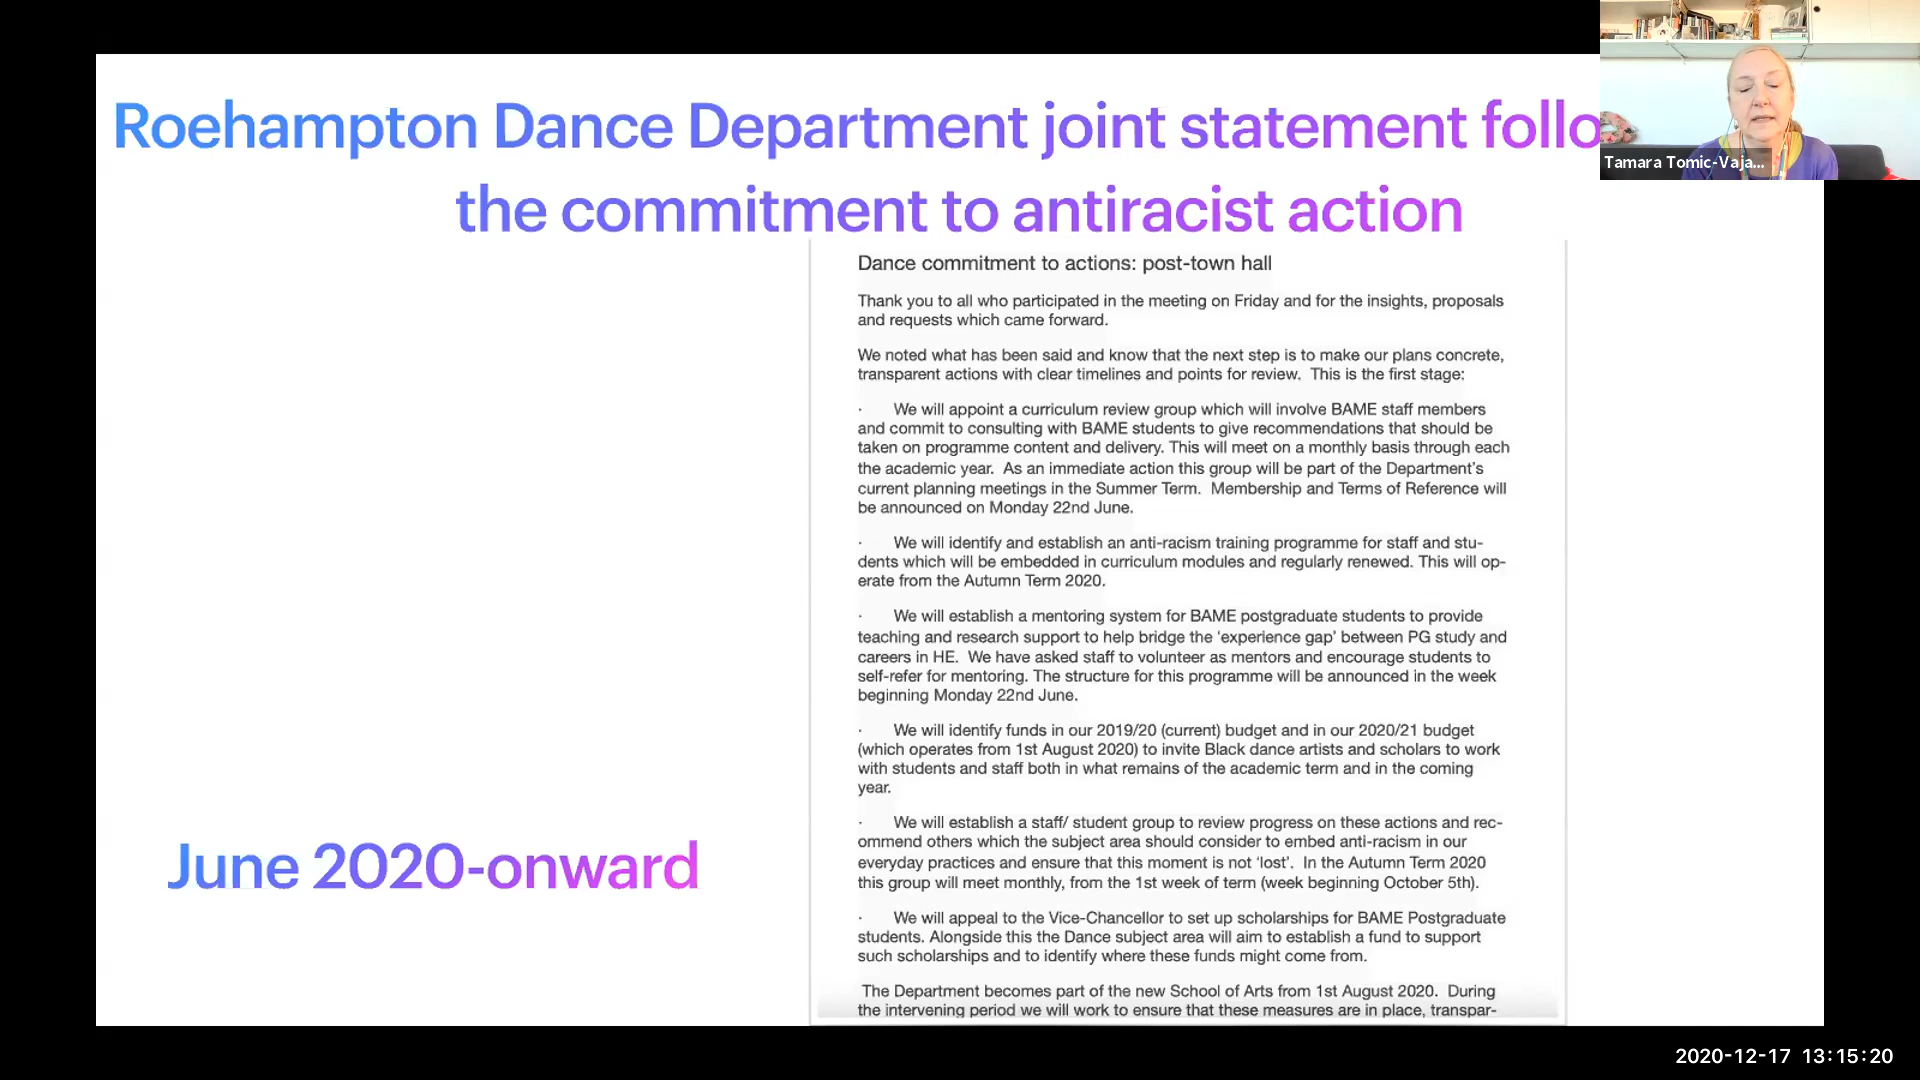 Roehampton Dance Department joint statement follo
the commitment to antiracist action
Tamara Tomic-Vaja...
Dance commitment to actions: post-town hall
Thank you to all who participated in the meeting on Friday and for the insights, proposals
and requests which came forward.
We noted what has been said and know that the next step is to make our plans concrete,
transparent actions with clear timelines and points for review.  This is the first stage:
· We will appoint a curriculum review group which will involve BAME staff members
and commit to consulting with BAME students to give recommendations that should be
taken on programme content and delivery. This will meet on a monthly basis through each
the academic year.  As an immediate action this group will be part of the Department's
current planning meetings in the Summer Term.  Membership and Terms of Reference will
be announced on Monday 22nd June.
· We will identify and establish an anti-racism training programme for staff and stu-
dents which will be embedded in curriculum modules and regularly renewed. This will op-
erate from the Autumn Term 2020.
· We will establish a mentoring system for BAME postgraduate students to provide
teaching and research support to help bridge the 'experience gap' between PG study and
careers in HE.  We have asked staff to volunteer as mentors and encourage students to
self-refer for mentoring. The structure for this programme will be announced in the week
beginning Monday 22nd June.
· We will identify funds in our 2019/20 (current) budget and in our 2020/21 budget
(which operates from 1st August 2020) to invite Black dance artists and scholars to work
with students and staff both in what remains of the academic term and in the coming
year.
· We will establish a staff/ student group to review progress on these actions and rec-
ommend others which the subject area should consider to embed anti-racism in our
everyday practices and ensure that this moment is not 'lost'.  In the Autumn Term 2020
this group will meet monthly, from the 1st week of term (week beginning October 5th).
· We will appeal to the Vice-Chancellor to set up scholarships for BAME Postgraduate
students. Alongside this the Dance subject area will aim to establish a fund to support
such scholarships and to identify where these funds might come from.
The Department becomes part of the new School of Arts from 1st August 2020.  During
the intervening period we will work to ensure that these measures are in place, transpar-
June 2020-onward
2020-12-17 13:15:20